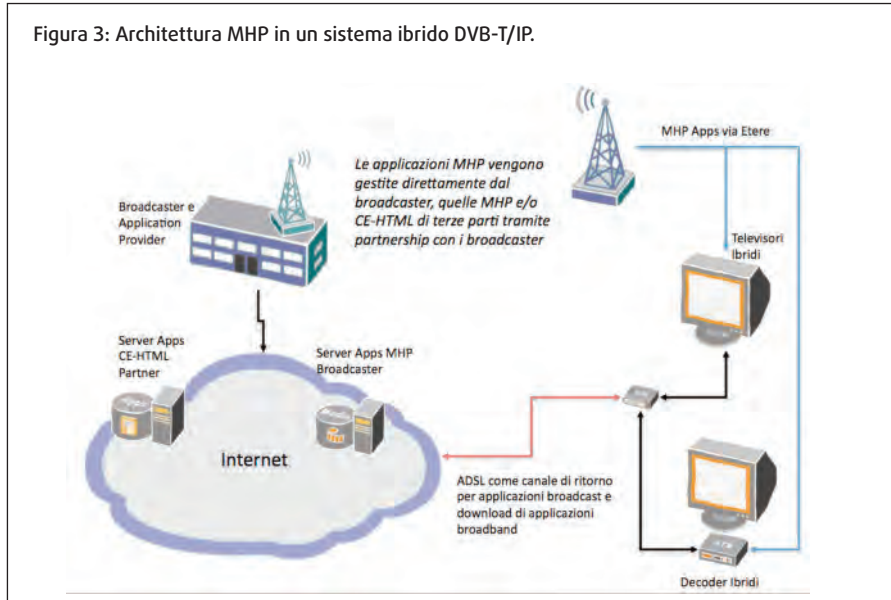 Figura 3: Architettura MHP in un sistema ibrido DVB-T/IP.
MHP Apps via Etere
Le applicazioni MHP vengono
gestite direttamente dal
broadcaster, quelle MHP e/o
CE-HTML di terze parti tramite
partnership con i broadcaster
Broadcaster e
Application
Provider
Televisori
Ibridi
Server Apps
CE-HTML
Partner
Server Apps MHP
Broadcaster
Internet
ADSL come canale di ritorno
per applicazioni broadcast e
download di applicazioni
broadband
Decoder Ibridi